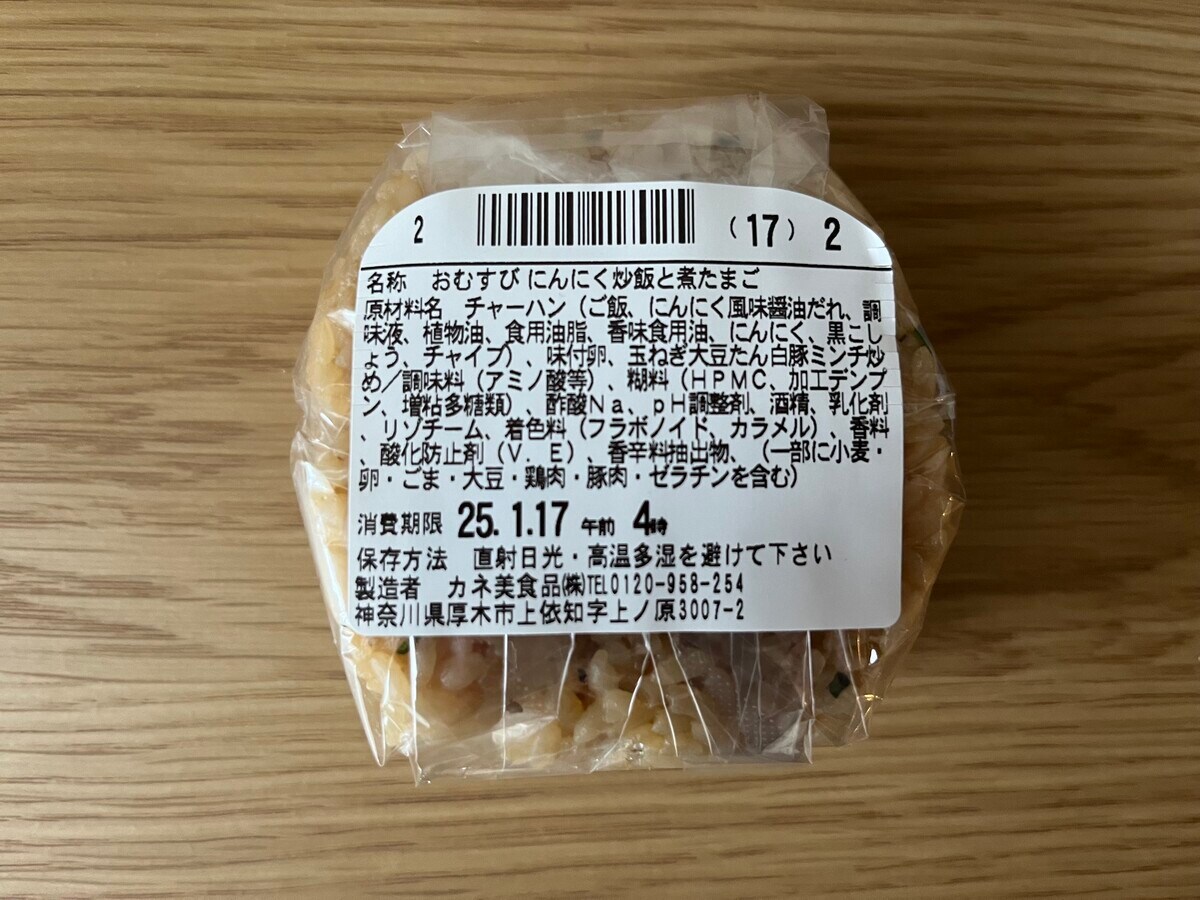 2 (17) 2
名称 おむすび にんにく炒飯と煮たまご
原材料名 チャーハン（ご飯、にんにく風味醤油だれ、調
味液、植物油、食用油脂、香味食用油、にんにく、黒こし
ょう、チャイブ）、味付卵、玉ねぎ大豆たん白豚ミンチ炒
め／調味料（アミノ酸等）、糊料（ＨＰＭＣ、加工デンプ
ン、増粘多糖類）、酢酸Ｎａ、ｐＨ調整剤、酒精、乳化剤
、リゾチーム、着色料（フラボノイド、カラメル）、香料
、酸化防止剤（Ｖ．Ｅ）、香辛料抽出物、（一部に小麦・
卵・ごま・大豆・鶏肉・豚肉・ゼラチンを含む）
消費期限 25. 1.17 午前 4時
保存方法 直射日光・高温多湿を避けて下さい
製造者 カネ美食品㈱TEL0120-958-254
神奈川県厚木市上依知字上ノ原3007-2